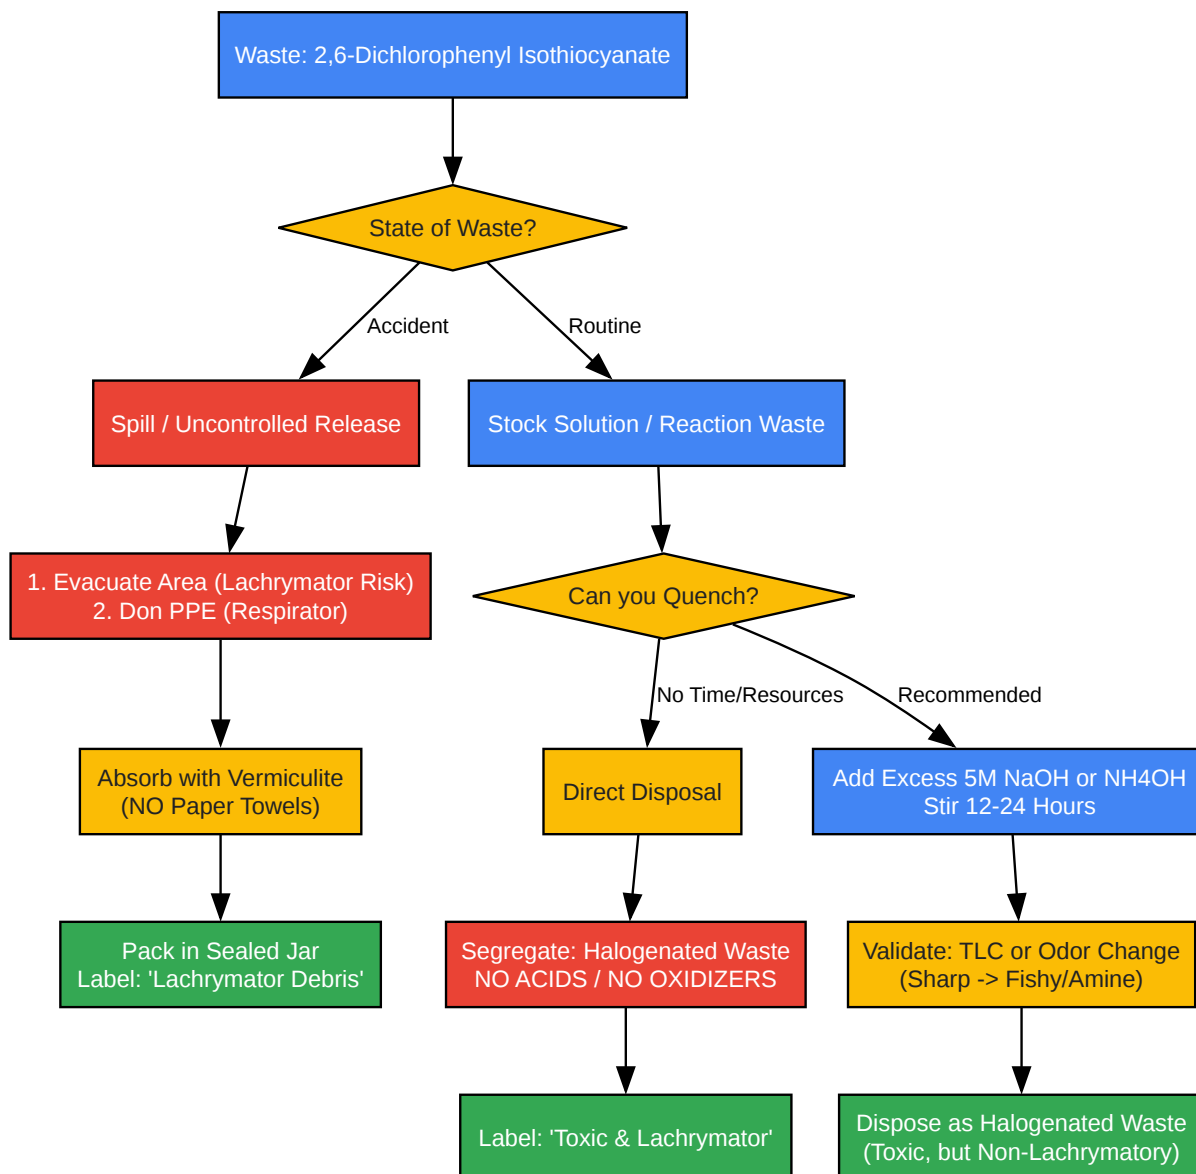 Waste: 2,6-Dichlorophenyl Isothiocyanate
State of Waste?
Accident
Routine
Spill / Uncontrolled Release
Stock Solution / Reaction Waste
1. Evacuate Area (Lachrymator Risk)
2. Don PPE (Respirator)
Can you Quench?
No Time/Resources
Recommended
Absorb with Vermiculite
(NO Paper Towels)
Direct Disposal
Add Excess 5M NaOH or NH4OH
Stir 12-24 Hours
Pack in Sealed Jar
Label: 'Lachrymator Debris'
Segregate: Halogenated Waste
NO ACIDS / NO OXIDIZERS
Validate: TLC or Odor Change
(Sharp -> Fishy/Amine)
Label: 'Toxic & Lachrymator'
Dispose as Halogenated Waste
(Toxic, but Non-Lachrymatory)